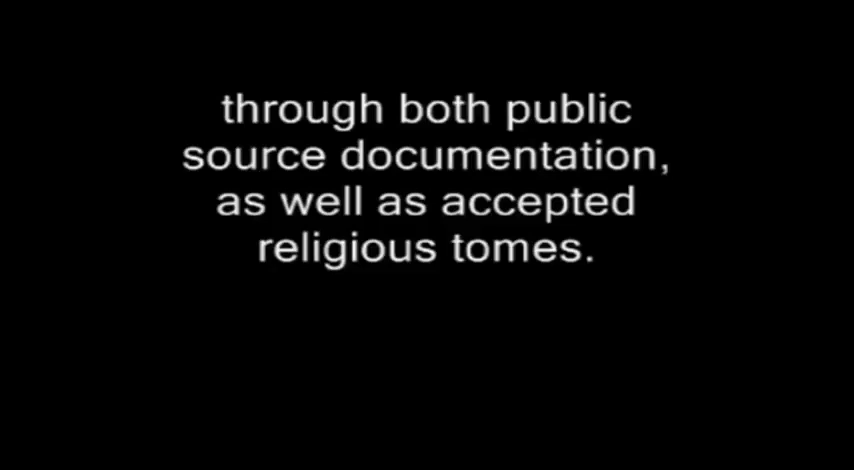 through both public
source documentation,
as well as accepted
religious tomes.